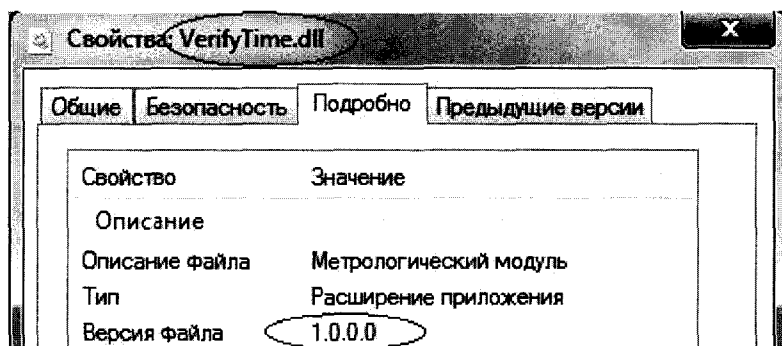 Свойства: VerifyTime.dll
x
Общие Безопасность Подробно Предыдущие версии
Свойство Значение
Описание
Описание файла Метрологический модуль
Тип Расширение приложения
Версия файла 1.0.0.0